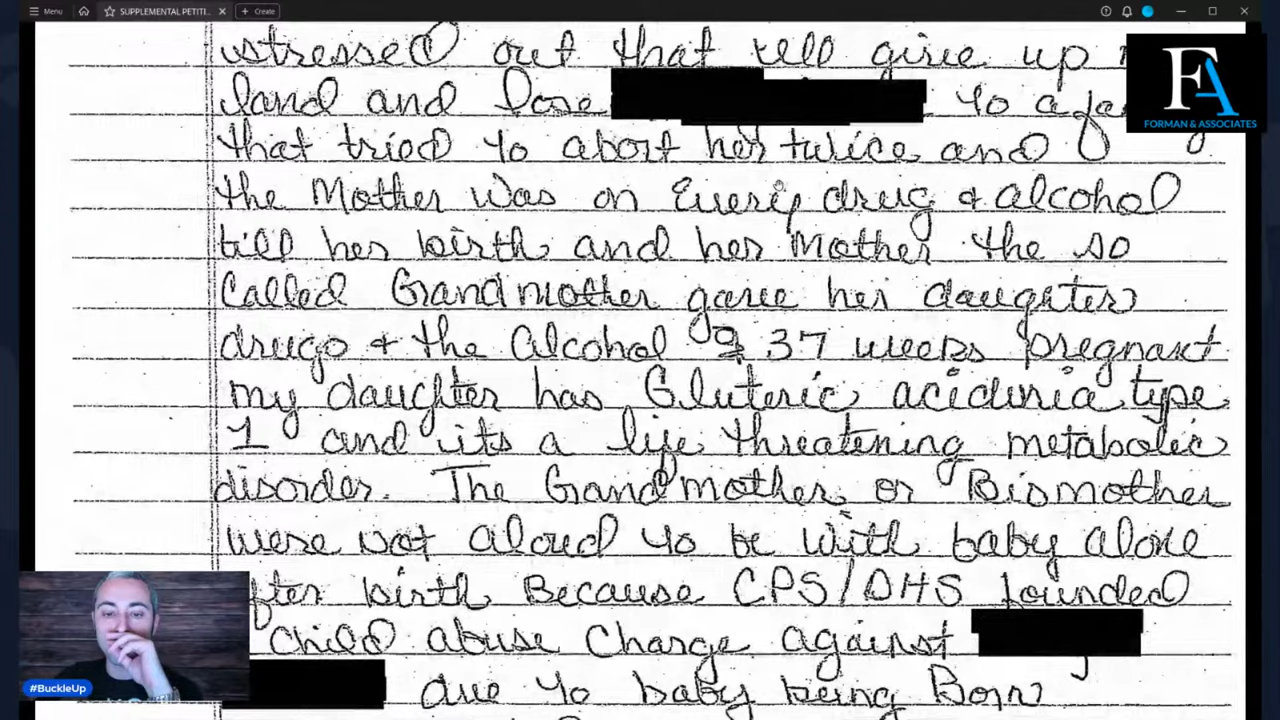 Menu
SUPPLEMENTAL PETITI...
Create
stressed out that ill give up
land and lose to a
that tried to abort her twice and
the Mother was on Every drug & alcohol
till her birth and her Mother the so
Called Grandmother gave her daughter
drugs & the Alcohol @ 37 weeks pregnant
my daughter has Gluteric aciduria type
1 and its a life threatening metabolic
disorder. The Grandmother or Biomother
were not aloud to be with baby alone
fter birth Because CPS/DHS founded
child abuse Charge against
due to baby being Born
FA
FORMAN & ASSOCIATES
#BuckleUp